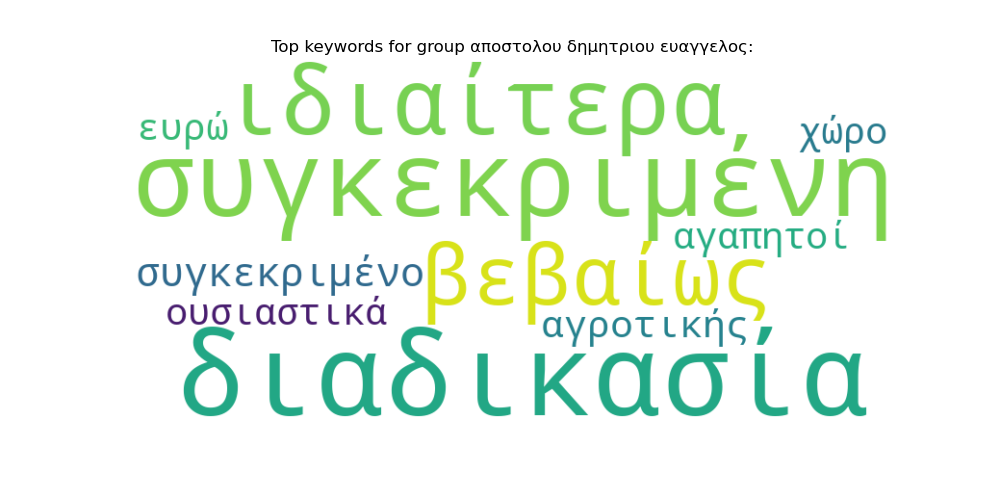 Top keywords for group αποστολου δημητριου ευαγγελος:
ιδιαίτερα
ευρώ
χώρο
συγκεκριμένη
αγαπητοί
βεβαίως
συγκεκριμένο
ουσιαστικά
αγροτικής
διαδικασία